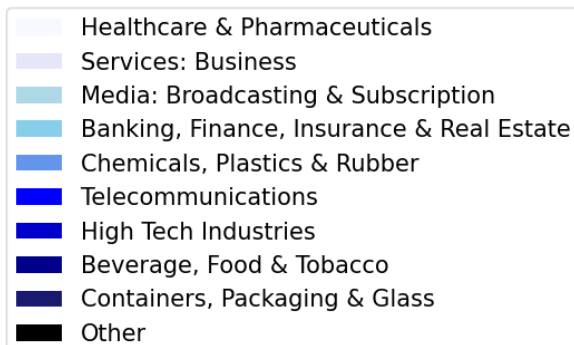 Healthcare & Pharmaceuticals
Services: Business
Media: Broadcasting & Subscription
Banking, Finance, Insurance & Real Estate
Chemicals, Plastics & Rubber
Telecommunications
High Tech Industries
Beverage, Food & Tobacco
Containers, Packaging & Glass
Other